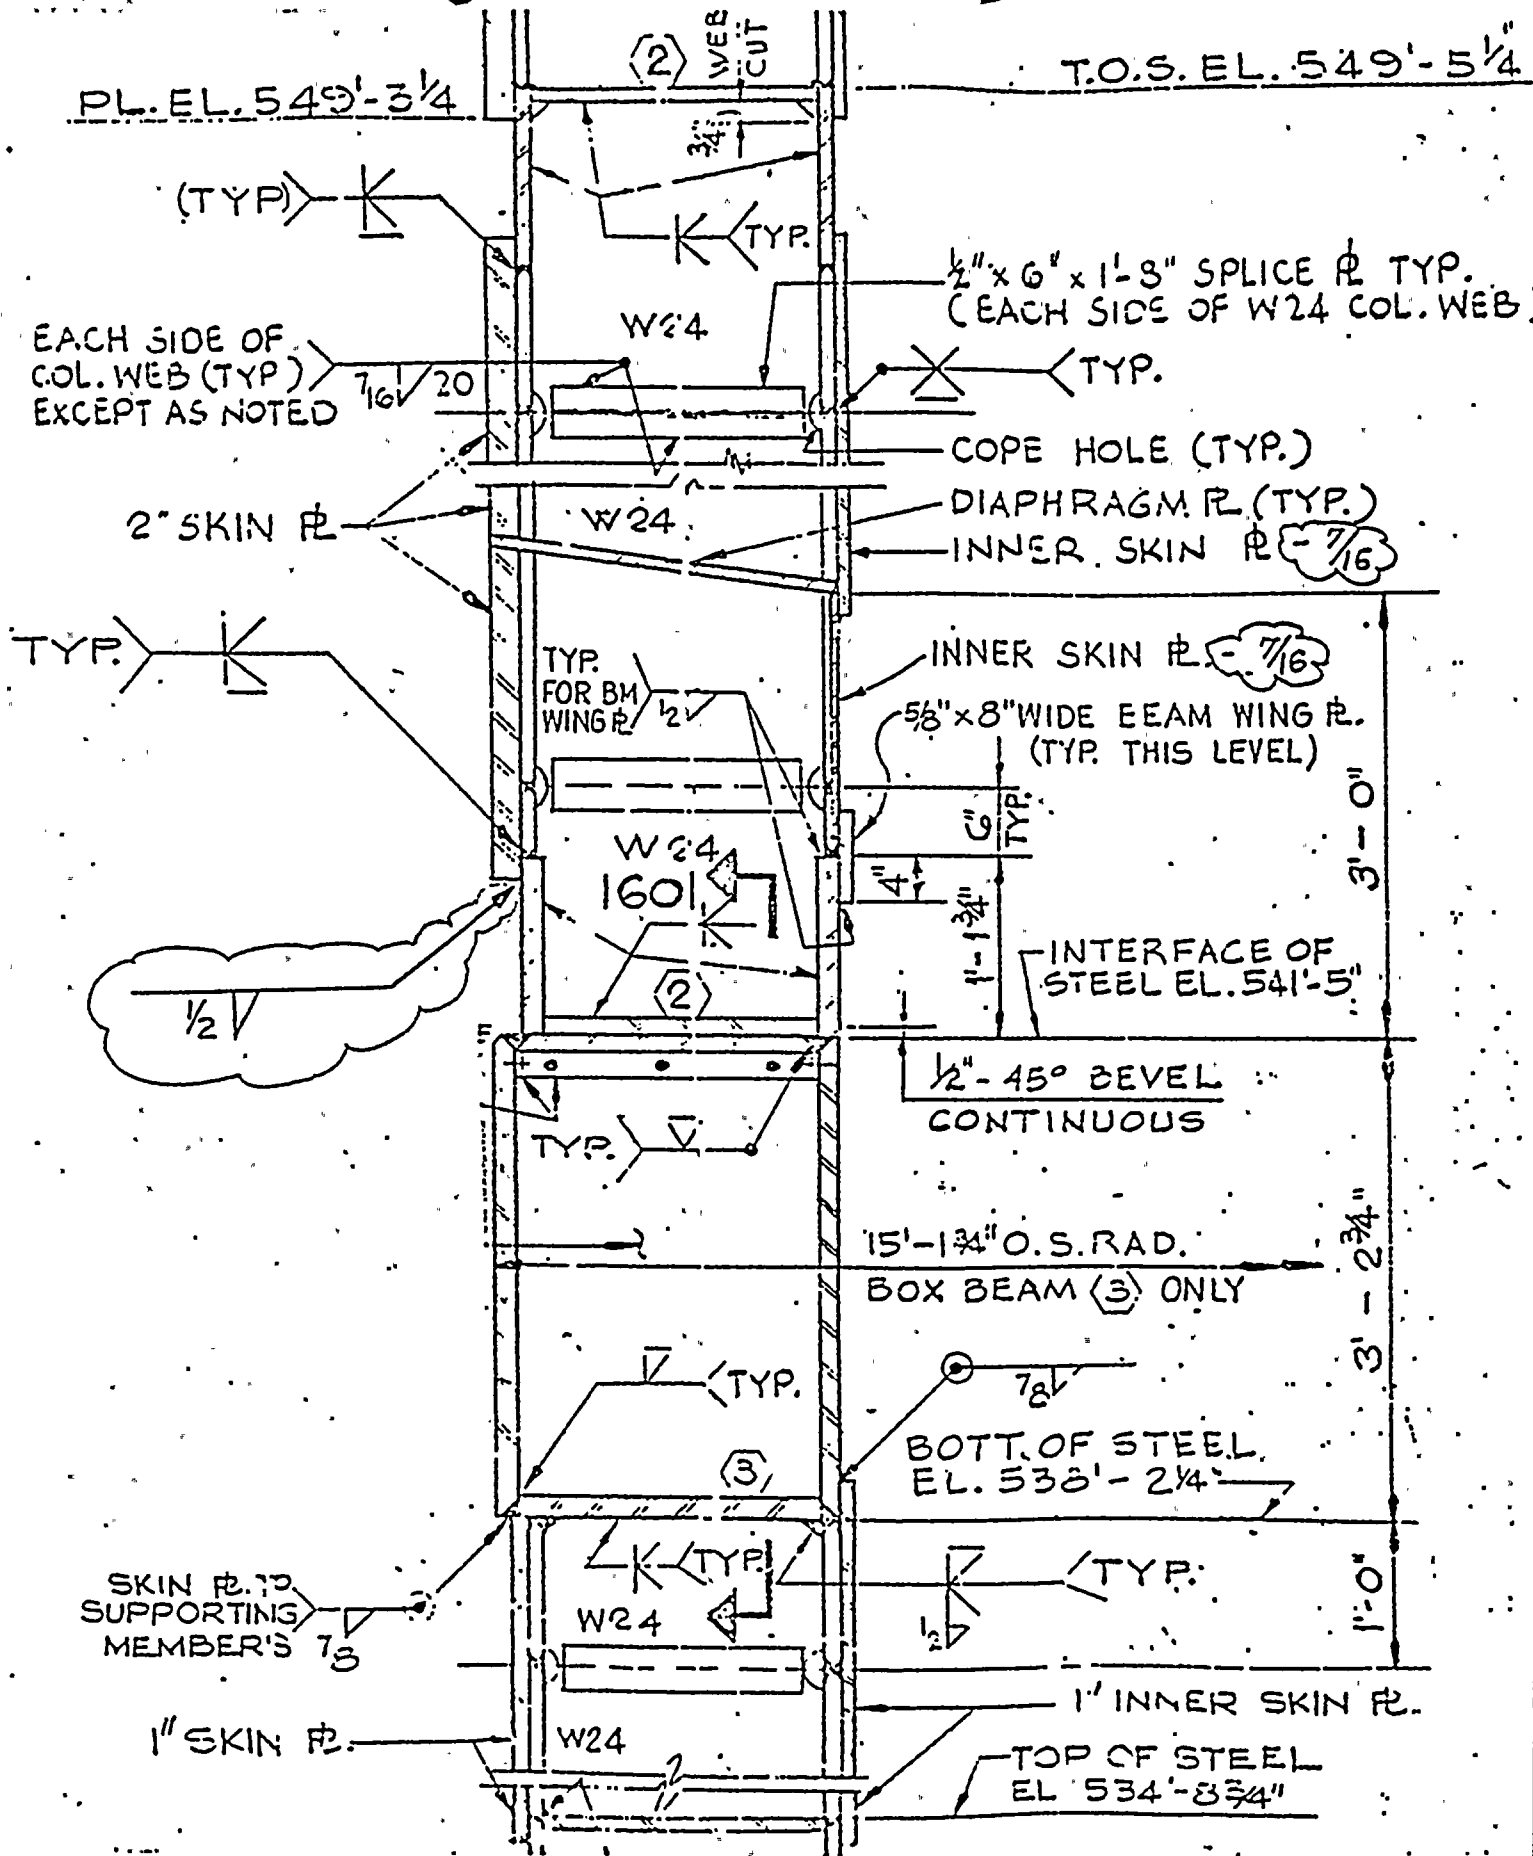 WEB
CUT
2
T.O.S. EL. 549'-5¼"
PL. EL. 549'-3¼
¾"
(TYP)
TYP.
½" x 6" x 1'-8" SPLICE ℙL TYP.
(EACH SIDE OF W24 COL. WEB
W24
EACH SIDE OF
COL. WEB (TYP)
EXCEPT AS NOTED
7/16
20
TYP.
COPE HOLE (TYP.)
DIAPHRAGM ℙL (TYP.)
W24
2" SKIN ℙL
INNER SKIN ℙL - 7/16
TYP.
TYP.
FOR BM
WING ℙL
1/2
INNER SKIN ℙL - 7/16
5/8" x 8" WIDE BEAM WING ℙL.
(TYP. THIS LEVEL)
6"
TYP.
3'-0"
W24
1601
4"
1'-1¾"
INTERFACE OF
STEEL EL. 541'-5"
2
1/2
½"-45° BEVEL
CONTINUOUS
TYP.
15'-1¾" O.S. RAD.
BOX BEAM 3 ONLY
3'-2¾"
TYP.
7/8
BOTT. OF STEEL
EL. 538'-2¼"
3
TYP.
TYP.
1/2
1'-0"
SKIN ℙL. TO
SUPPORTING
MEMBER'S
7/8
W24
1" INNER SKIN ℙL.
1" SKIN ℙL.
W24
TOP OF STEEL
EL 534'-8¾"